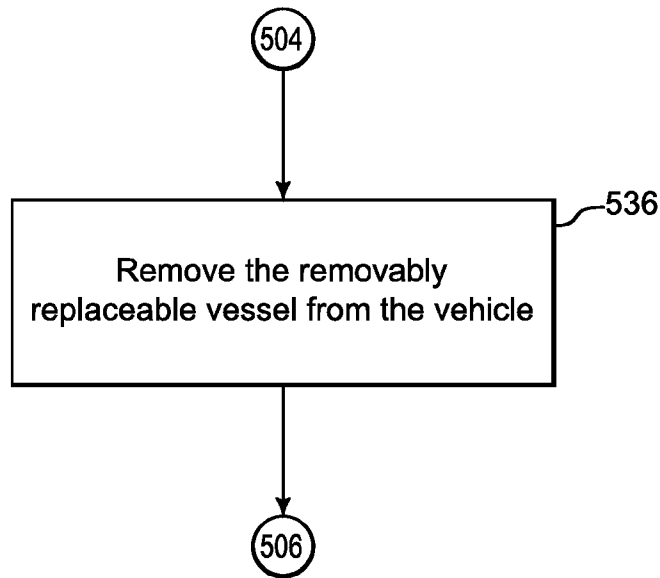 504
536
Remove the removably
replaceable vessel from the vehicle
506